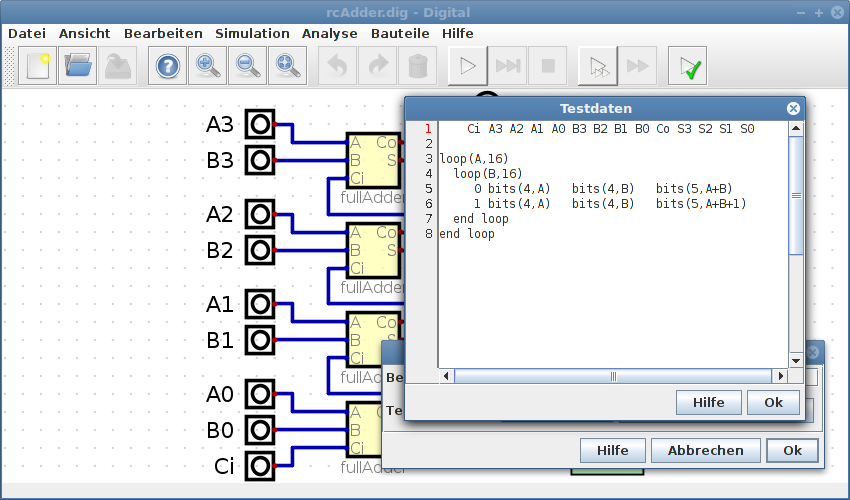 rcAdder.dig - Digital
Datei Ansicht Bearbeiten Simulation Analyse Bauteile Hilfe
Testdaten
1 Ci A3 A2 A1 A0 B3 B2 B1 B0 Co S3 S2 S1 S0
2
3 loop(A,16)
4 loop(B,16)
5 0 bits(4,A) bits(4,B) bits(5,A+B)
6 1 bits(4,A) bits(4,B) bits(5,A+B+1)
7 end loop
8 end loop
Hilfe Ok
Hilfe Abbrechen Ok
A3
B3
A Co
B S
Ci
fullAdder
A2
B2
A Co
B S
Ci
fullAdder
A1
B1
A
B
Ci
A0
B0
Ci
A
B
Ci
fullAdder